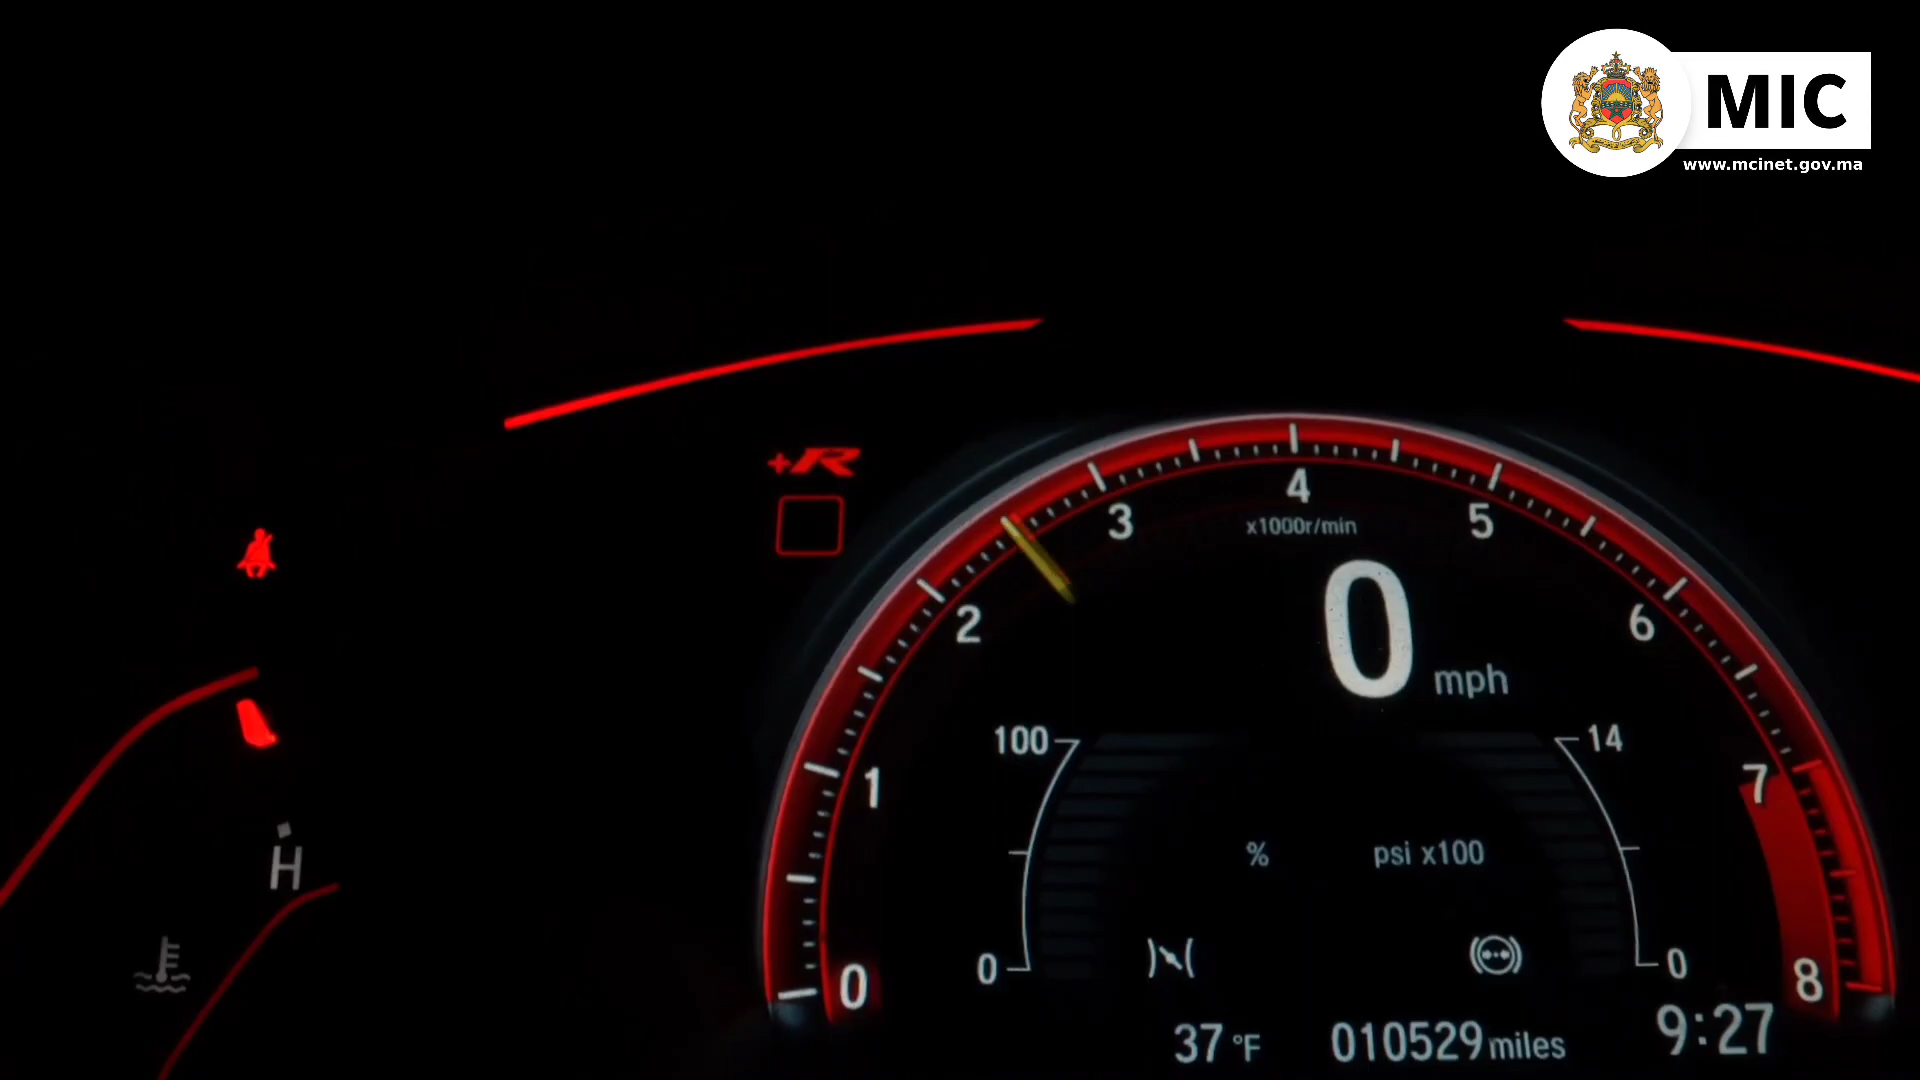 MIC
www.mcinet.gov.ma
+R
4
3
5
x1000r/min
2
6
0 mph
100
14
1
7
% psi x100
H
0
0
0
8
37 °F 010529 miles 9:27